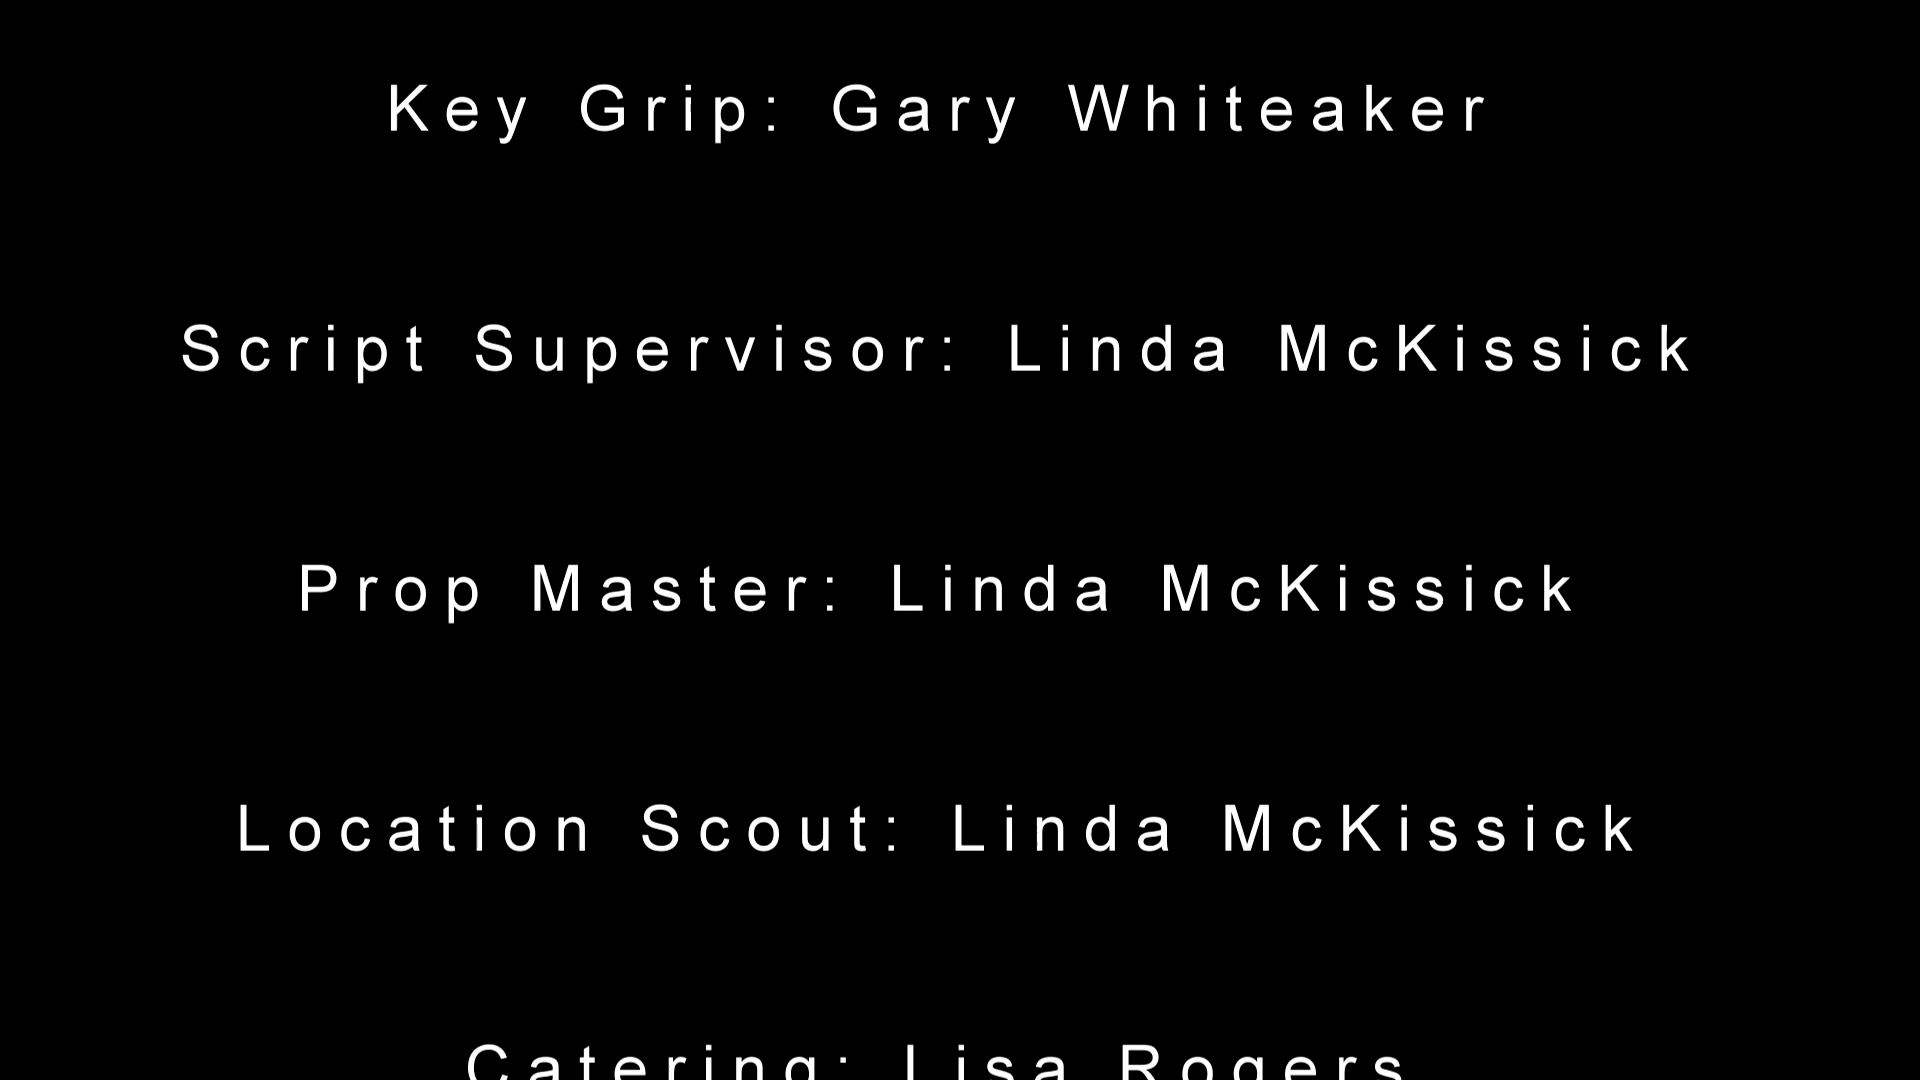 Key Grip: Gary Whiteaker
Script Supervisor: Linda McKissick
Prop Master: Linda McKissick
Location Scout: Linda McKissick
Catering: Lisa Rogers